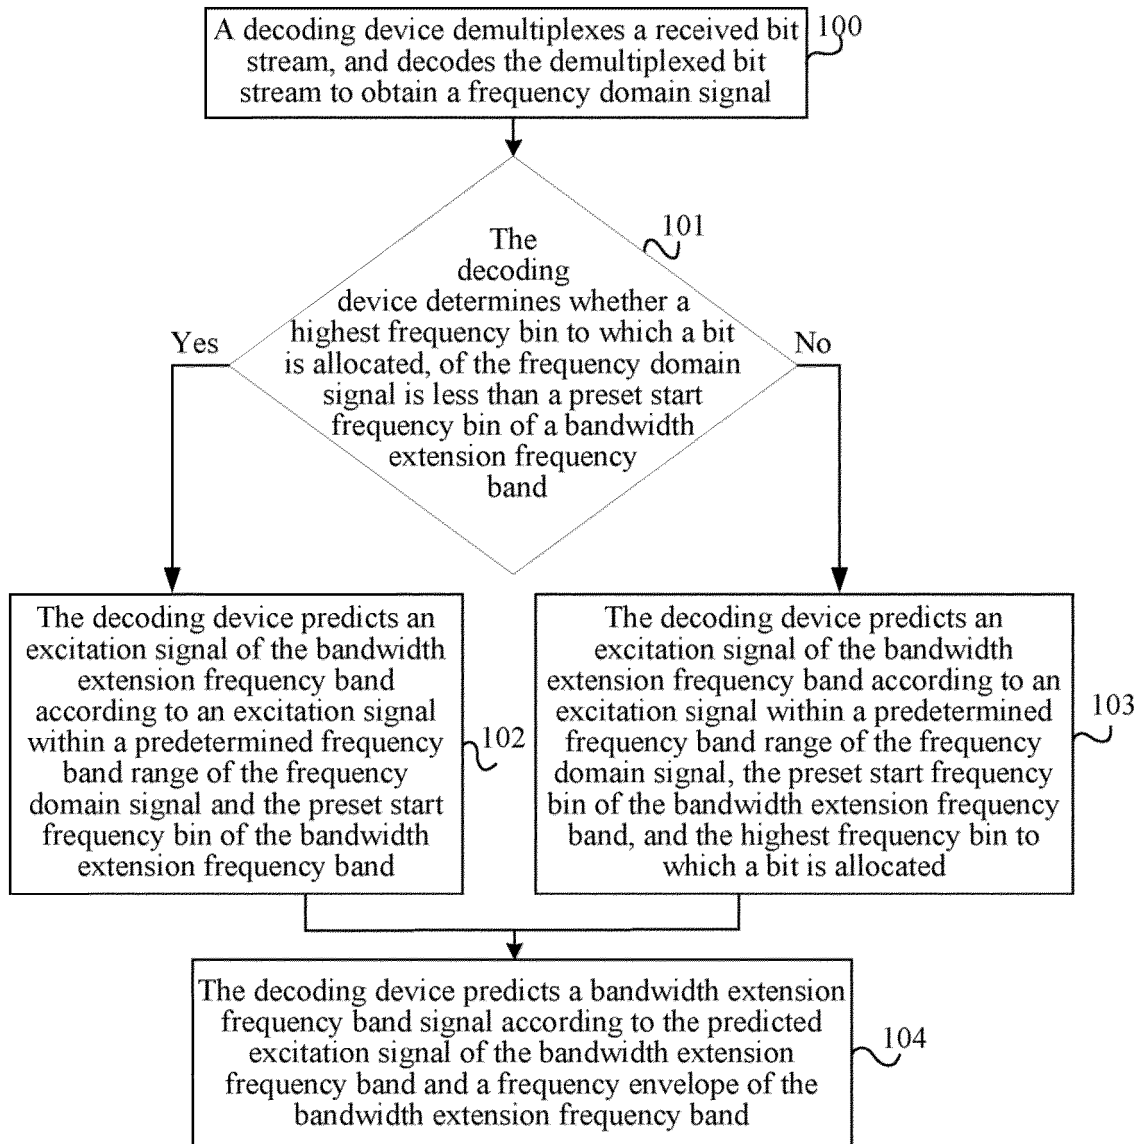 A decoding device demultiplexes a received bit
stream, and decodes the demultiplexed bit
stream to obtain a frequency domain signal
100
101
The
decoding
device determines whether a
highest frequency bin to which a bit
is allocated, of the frequency domain
signal is less than a preset start
frequency bin of a bandwidth
extension frequency
band
Yes
No
The decoding device predicts an
excitation signal of the bandwidth
extension frequency band
according to an excitation signal
within a predetermined frequency
band range of the frequency
domain signal and the preset start
frequency bin of the bandwidth
extension frequency band
102
The decoding device predicts an
excitation signal of the bandwidth
extension frequency band according to an
excitation signal within a predetermined
frequency band range of the frequency
domain signal, the preset start frequency
bin of the bandwidth extension frequency
band, and the highest frequency bin to
which a bit is allocated
103
The decoding device predicts a bandwidth extension
frequency band signal according to the predicted
excitation signal of the bandwidth extension
frequency band and a frequency envelope of the
bandwidth extension frequency band
104